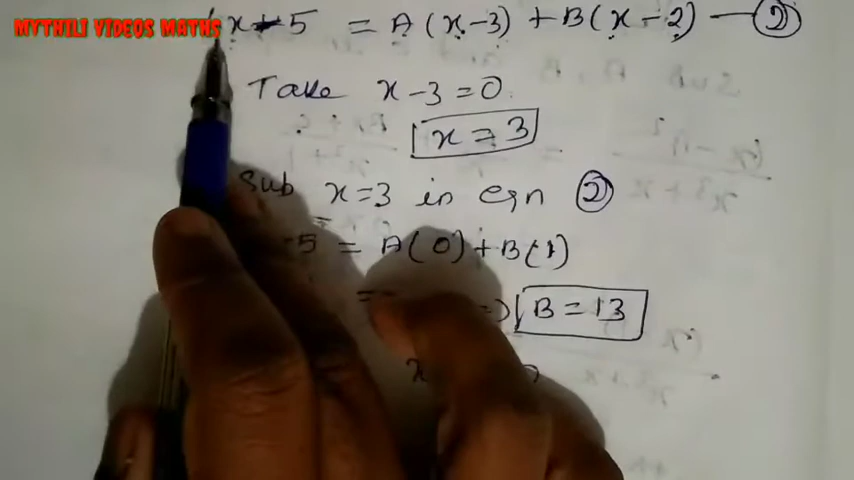 MYTHILI VIDEOS MATHS
x - 5 = A(x-3) + B(x-2) — ②
Take x-3=0
x = 3
Sub x=3 in eqn ②
-5 = A(0) + B(1)
B = 13
x